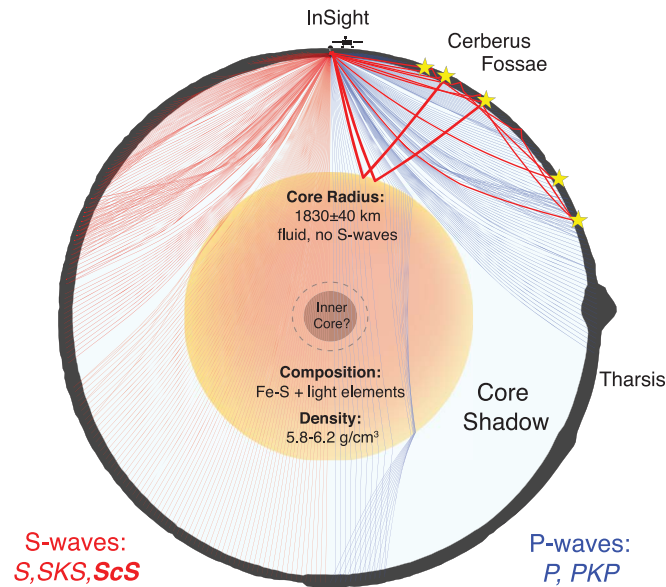 InSight
Cerberus
Fossae
Core Radius:
1830±40 km
fluid, no S-waves
Inner
Core?
Composition:
Fe-S + light elements
Density:
5.8-6.2 g/cm³
Core
Shadow
Tharsis
S-waves:
S,SKS,ScS
P-waves:
P, PKP